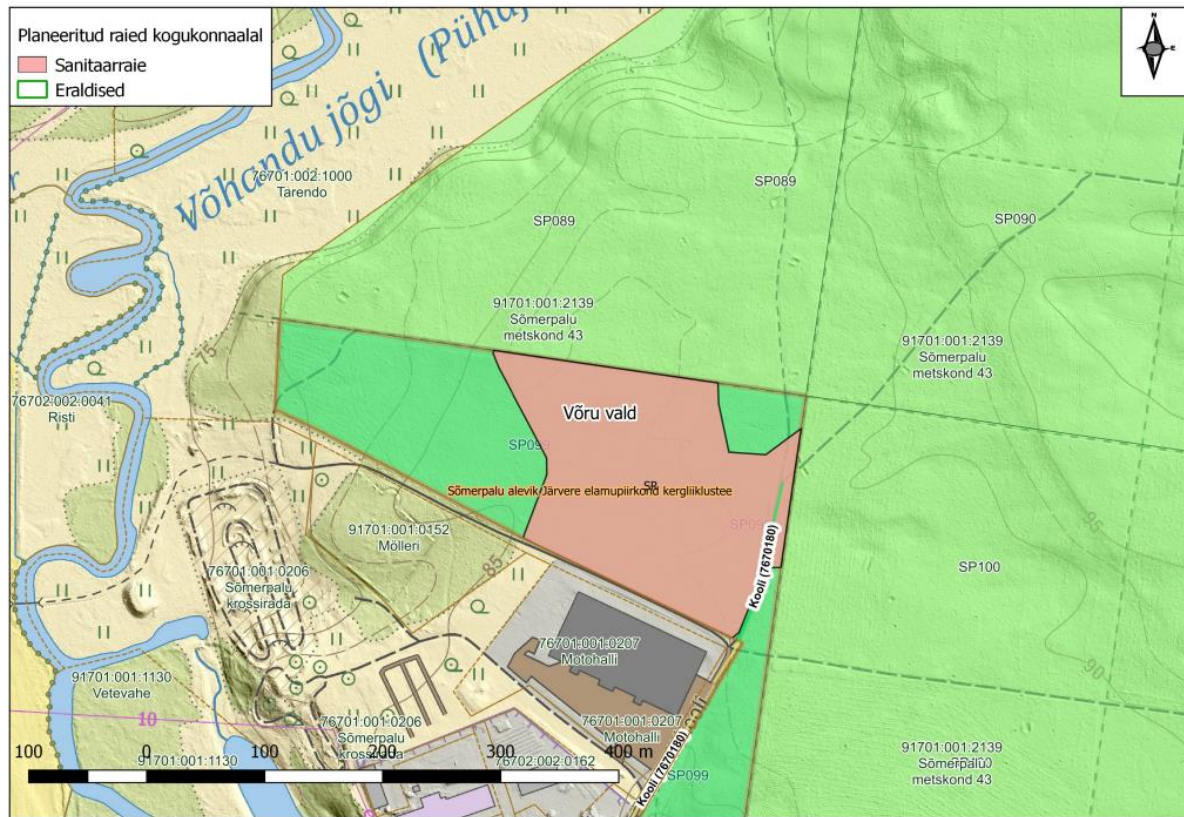 Planeeritud raied kogukonnaalal
Sanitaarraie
Eraldised
N
E
Võhandu jõgi (Pühaj
76701:002:1000
Tarendo
SP089
SP089
SP090
91701:001:2139
Sõmerpalu
metskond 43
91701:001:2139
Sõmerpalu
metskond 43
75
76702:002:0041
Risti
Võru vald
SP099
SR
Sõmerpalu alevik Järvere elamupiirkond kergliiklustee
91701:001:0152
Mölleri
85
Kooli (7670180)
SP100
76701:001:0206
Sõmerpalu
krossirada
76701:001:0207
Motohalli
90
91701:001:1130
Vetevahe
10
76701:001:0206
Sõmerpalu
krossirada
76701:001:0207
Motohalli
Kooli (7670180)
SP099
91701:001:2139
Sõmerpalu
metskond 43
100 0 100 200 300 400 m
91701:001:1130
76702:002:0162